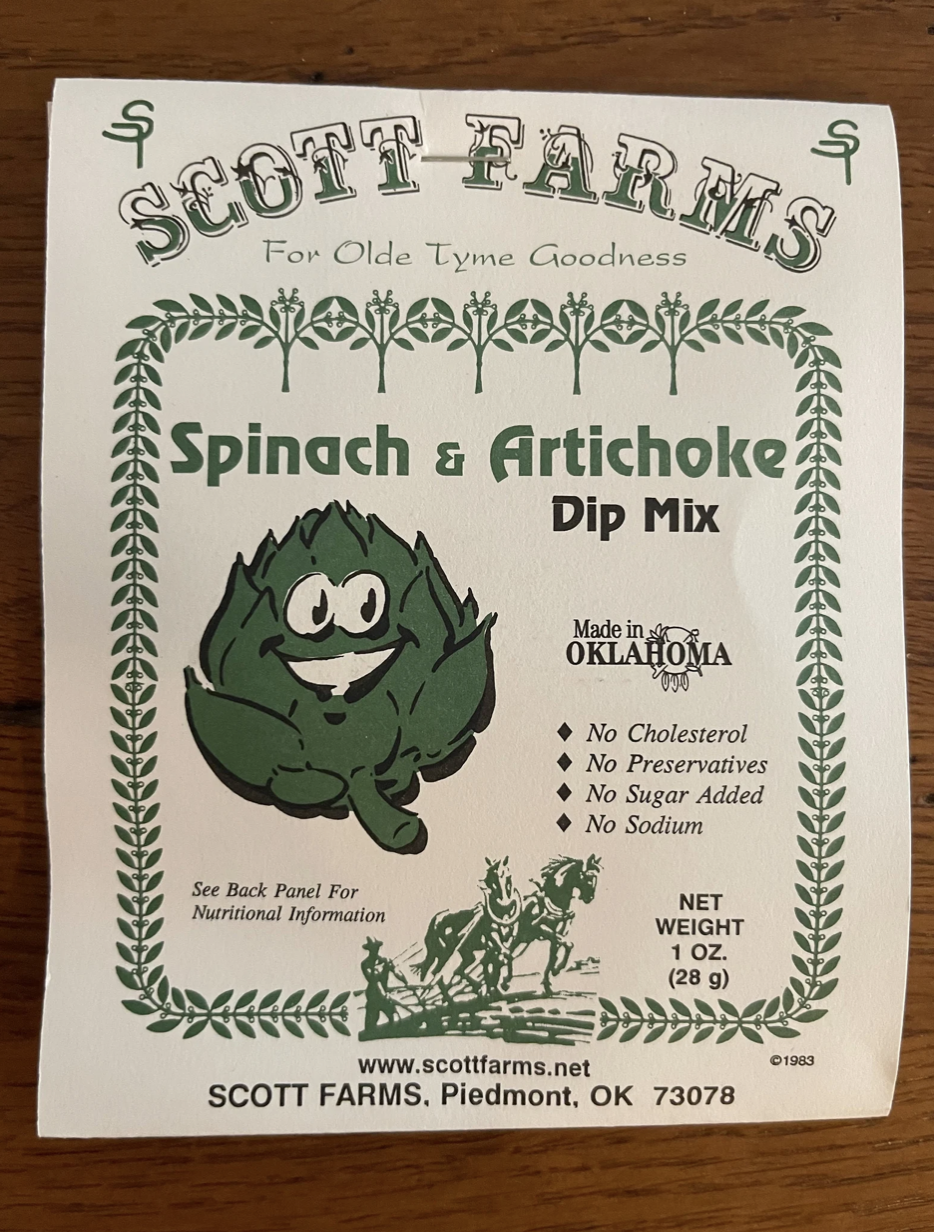 SCOTT FARMS
For Olde Tyme Goodness
Spinach & Artichoke
Dip Mix
Made in
OKLAHOMA
♦ No Cholesterol
♦ No Preservatives
♦ No Sugar Added
♦ No Sodium
See Back Panel For
Nutritional Information
NET
WEIGHT
1 OZ.
(28 g)
www.scottfarms.net
©1983
SCOTT FARMS, Piedmont, OK 73078